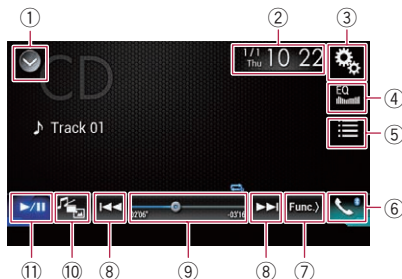 ① ② ③
1/1 Thu 10 22
CD
EQ
④
♪ Track 01
⑤
02'06" -03'16
Func.
⑥
⑪ ⑩ ⑧ ⑨ ⑧ ⑦